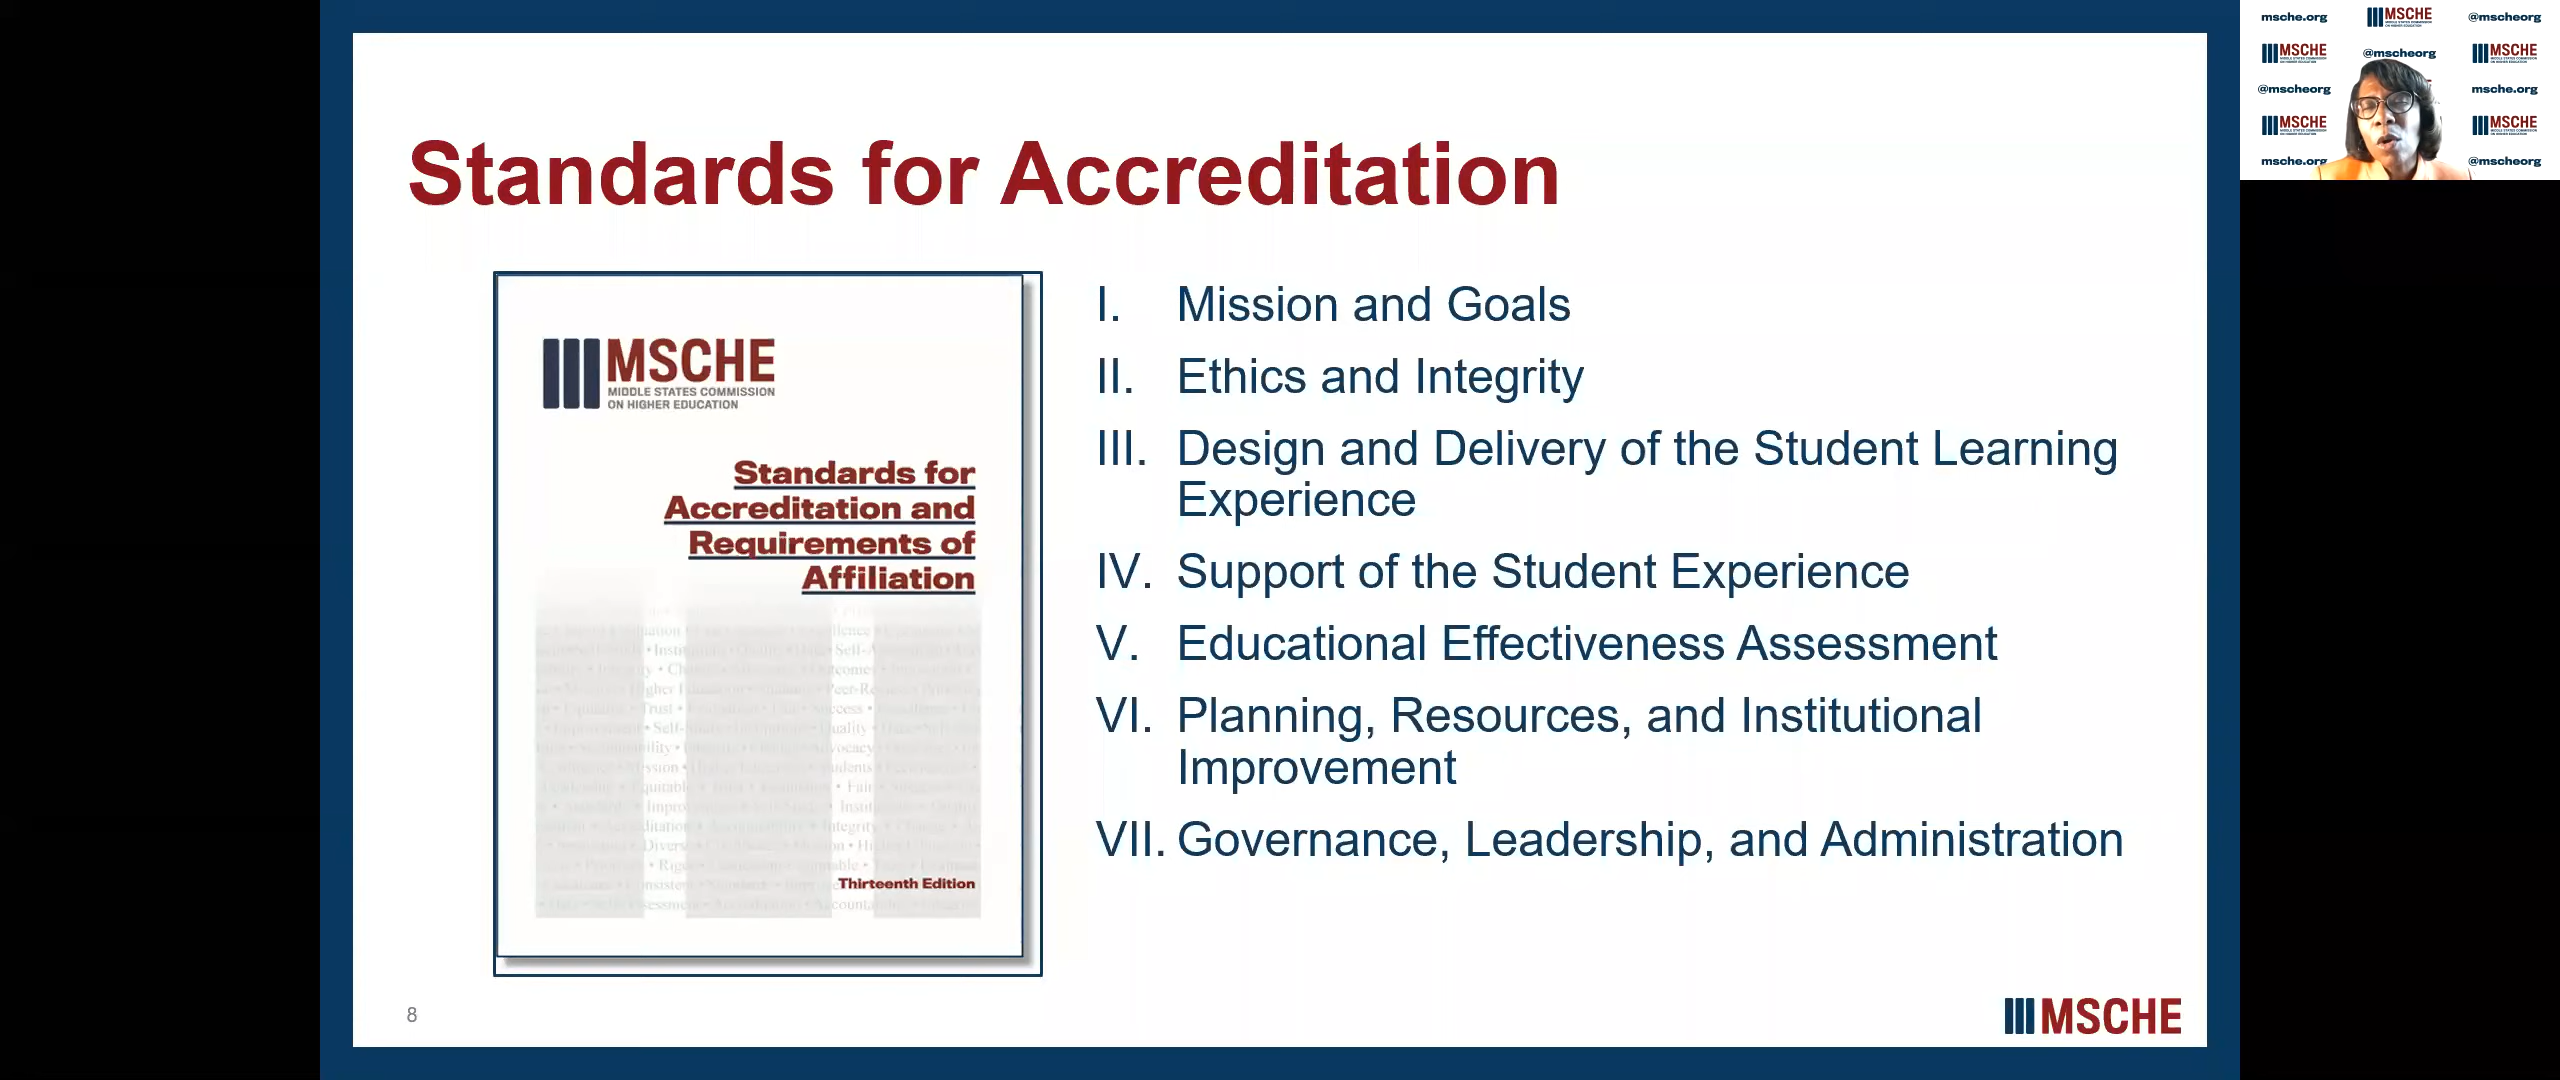 Standards for Accreditation
MSCHE
MIDDLE STATES COMMISSION
ON HIGHER EDUCATION
Standards for
Accreditation and
Requirements of
Affiliation
Thirteenth Edition
I. Mission and Goals
II. Ethics and Integrity
III. Design and Delivery of the Student Learning
Experience
IV. Support of the Student Experience
V. Educational Effectiveness Assessment
VI. Planning, Resources, and Institutional
Improvement
VII. Governance, Leadership, and Administration
8
MSCHE
msche.org MSCHE @mscheorg
MSCHE @mscheorg MSCHE
@mscheorg msche.org
MSCHE MSCHE
msche.org @mscheorg